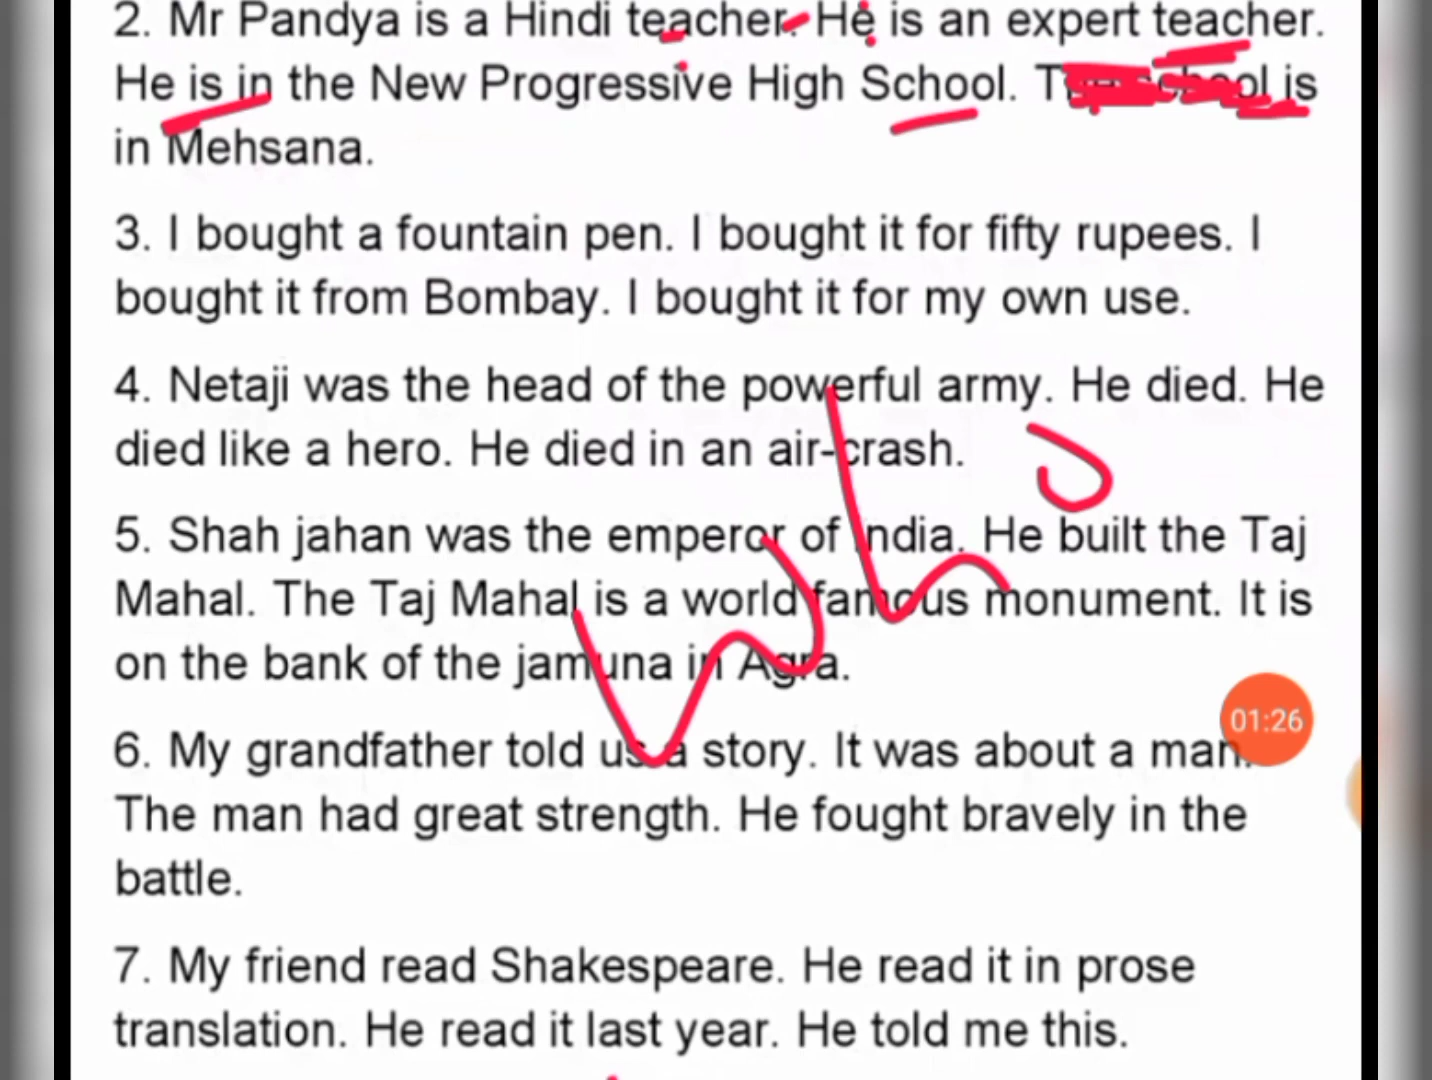 2. Mr Pandya is a Hindi teacher. He is an expert teacher.
He is in the New Progressive High School. The School is
in Mehsana.
3. I bought a fountain pen. I bought it for fifty rupees. I
bought it from Bombay. I bought it for my own use.
4. Netaji was the head of the powerful army. He died. He
died like a hero. He died in an air-crash.
5. Shah jahan was the emperor of India. He built the Taj
Mahal. The Taj Mahal is a world famous monument. It is
on the bank of the jamuna in Agra.
who
01:26
6. My grandfather told us a story. It was about a man.
The man had great strength. He fought bravely in the
battle.
7. My friend read Shakespeare. He read it in prose
translation. He read it last year. He told me this.